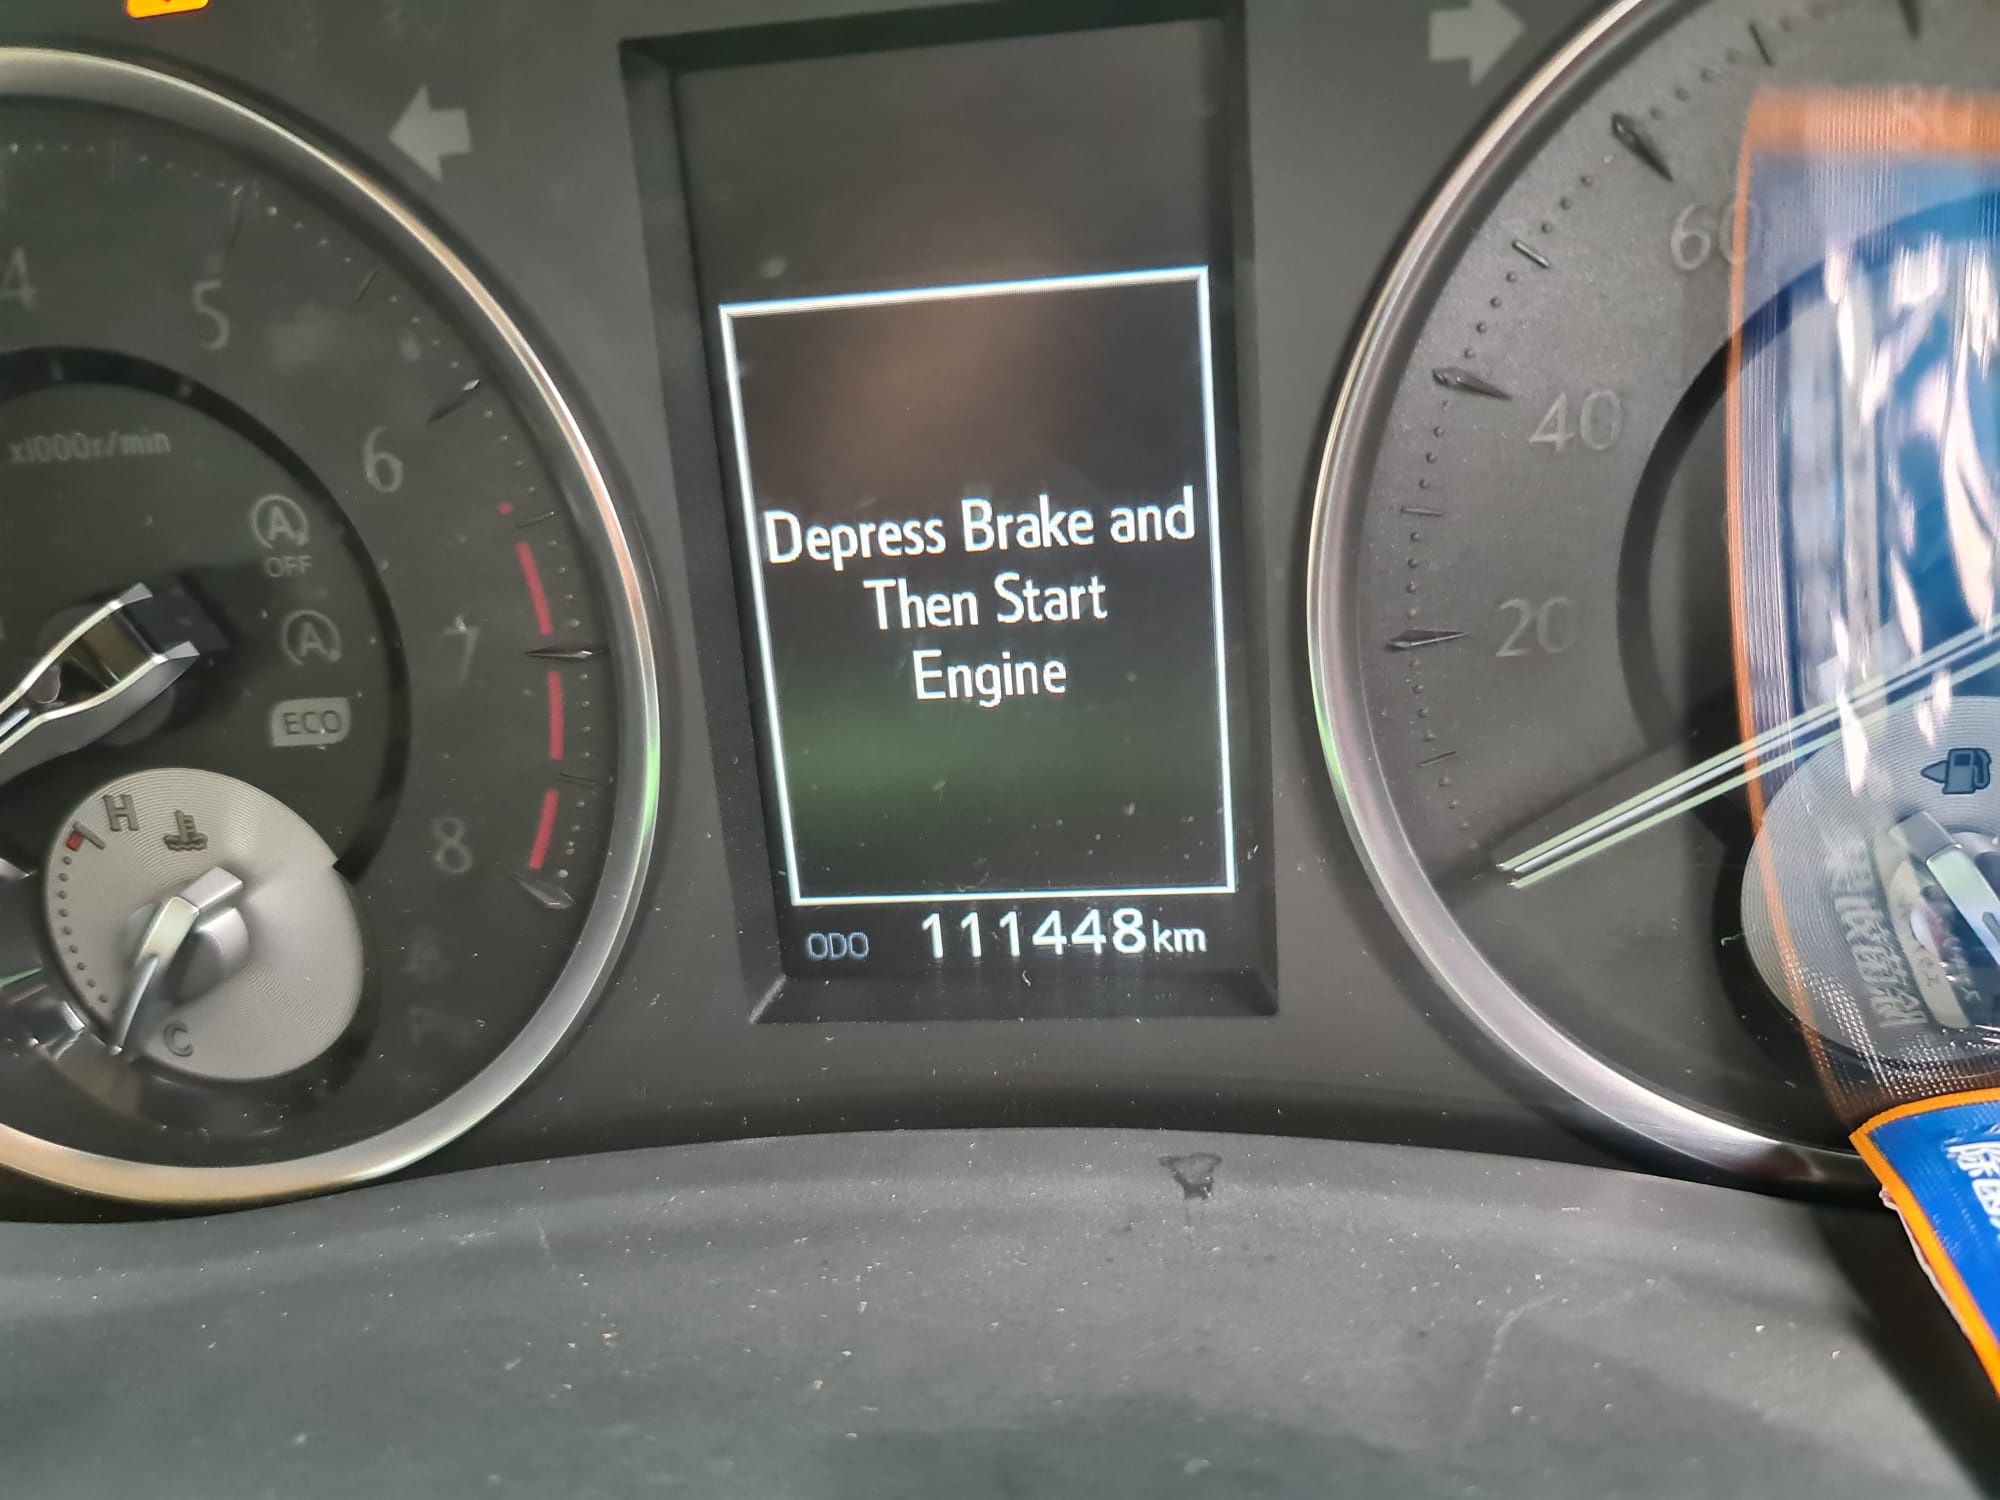 4
5
6
7
8
x1000r/min
A
OFF
A
ECO
H
C
Depress Brake and
Then Start
Engine
ODO 111448km
60
40
20